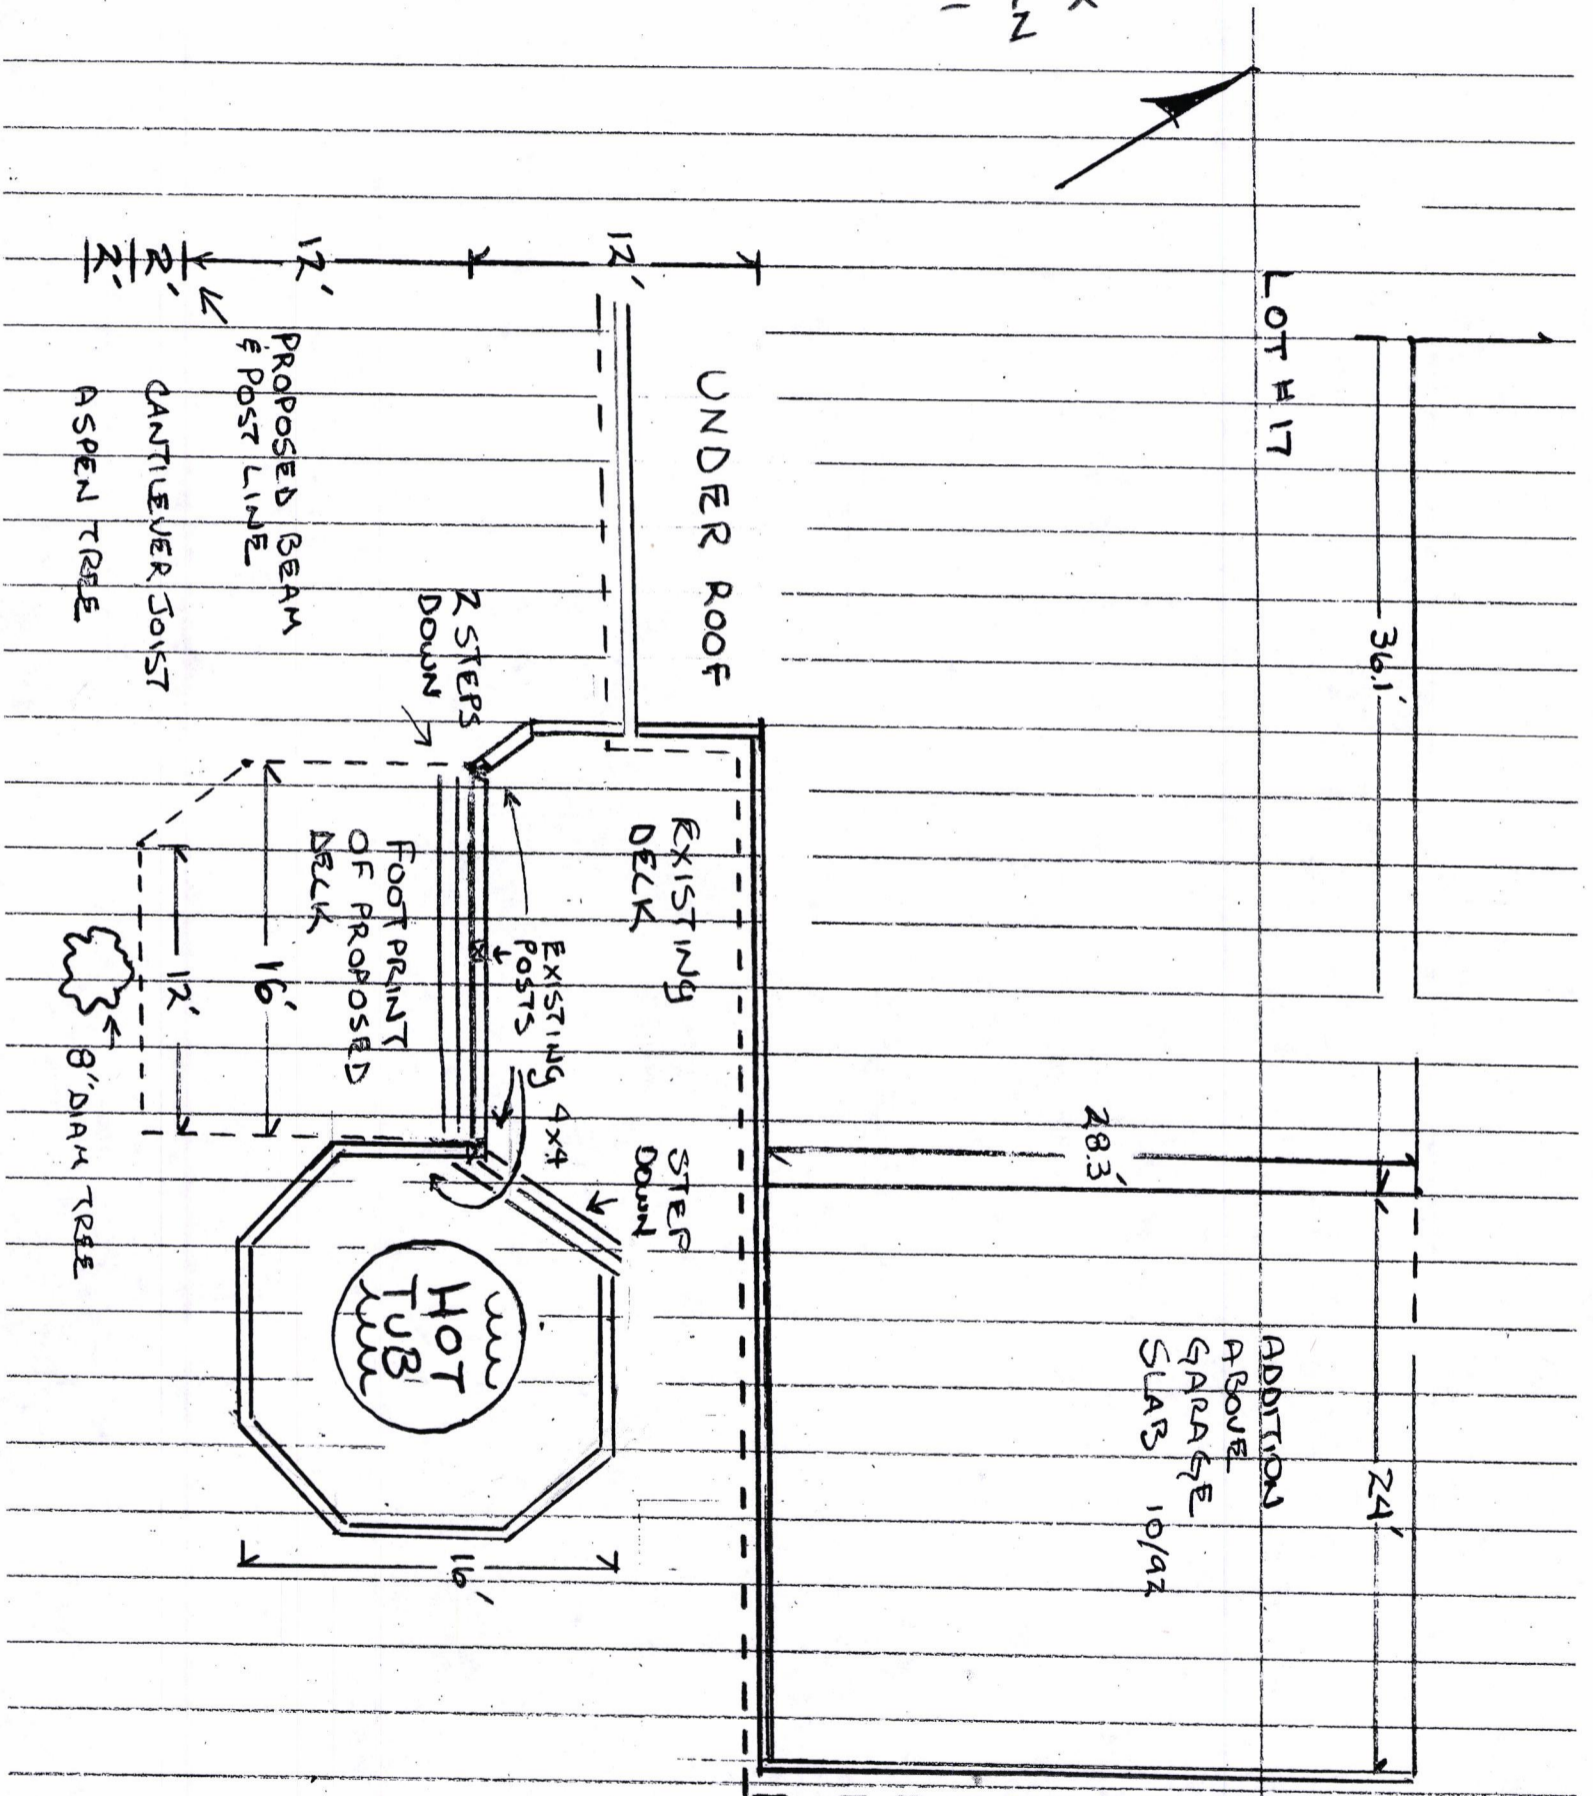 N
LOT # 17
36.1'
28.3'
24'
ADDITION
ABOVE
GARAGE
SLAB 10/92
UNDER ROOF
12'
12'
2'
2'
PROPOSED BEAM
& POST LINE
CANTILEVER JOIST
ASPEN TREE
2 STEPS
DOWN
EXISTING
DECK
EXISTING 4x4
POSTS
STEP
DOWN
FOOTPRINT
OF PROPOSED
DECK
16'
12'
8" DIAM TREE
HOT
TUB
16'